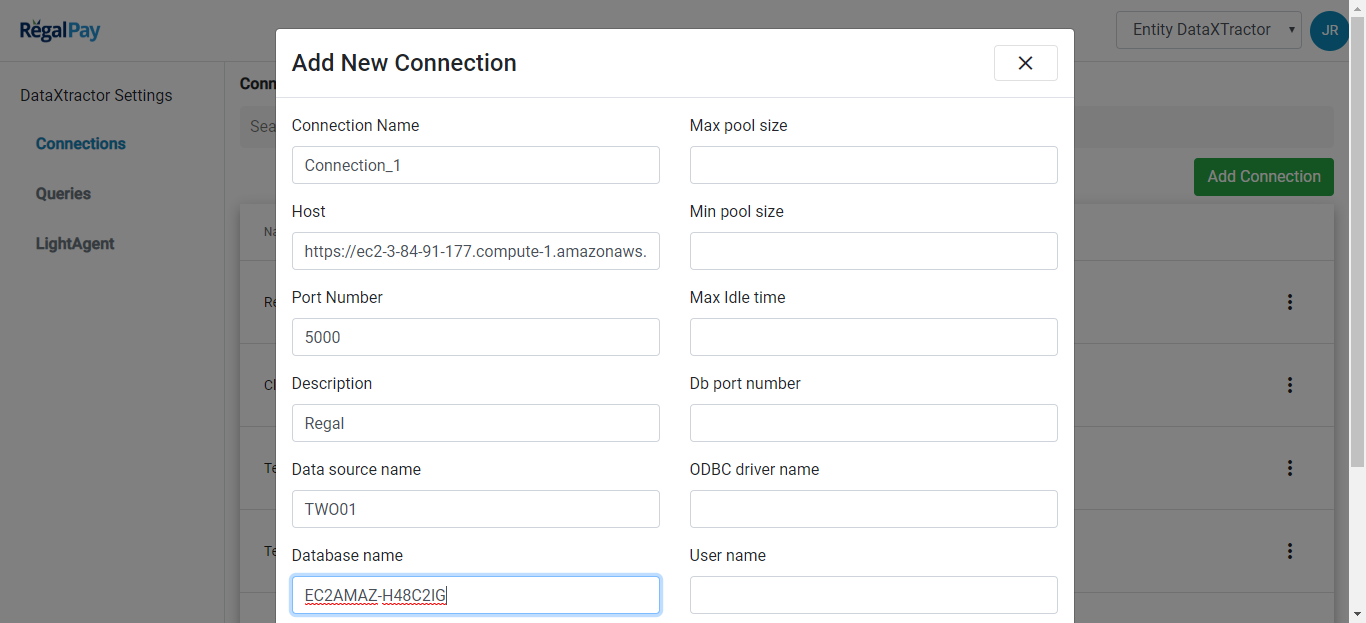 RegalPay
Entity DataXTractor
JR
DataXtractor Settings
Connections
Queries
LightAgent
Conn
Sea
Add Connection
Add New Connection
Connection Name
Connection_1
Host
https://ec2-3-84-91-177.compute-1.amazonaws.
Port Number
5000
Description
Regal
Data source name
TWO01
Database name
EC2AMAZ-H48C2IG
Max pool size
Min pool size
Max Idle time
Db port number
ODBC driver name
User name
Na
Re
Cl
Te
Te